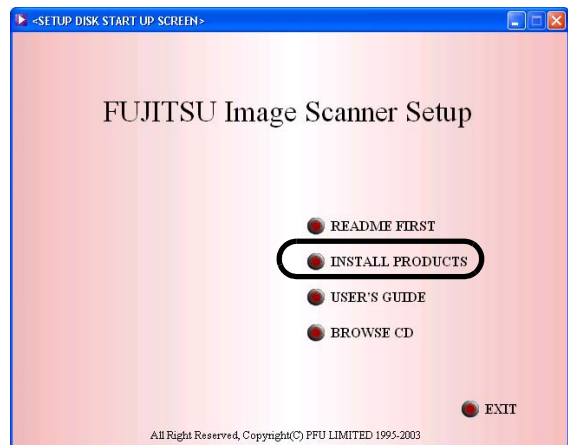 <SETUP DISK START UP SCREEN>
FUJITSU Image Scanner Setup
README FIRST
INSTALL PRODUCTS
USER'S GUIDE
BROWSE CD
EXIT
All Right Reserved, Copyright(C) PFU LIMITED 1995-2003